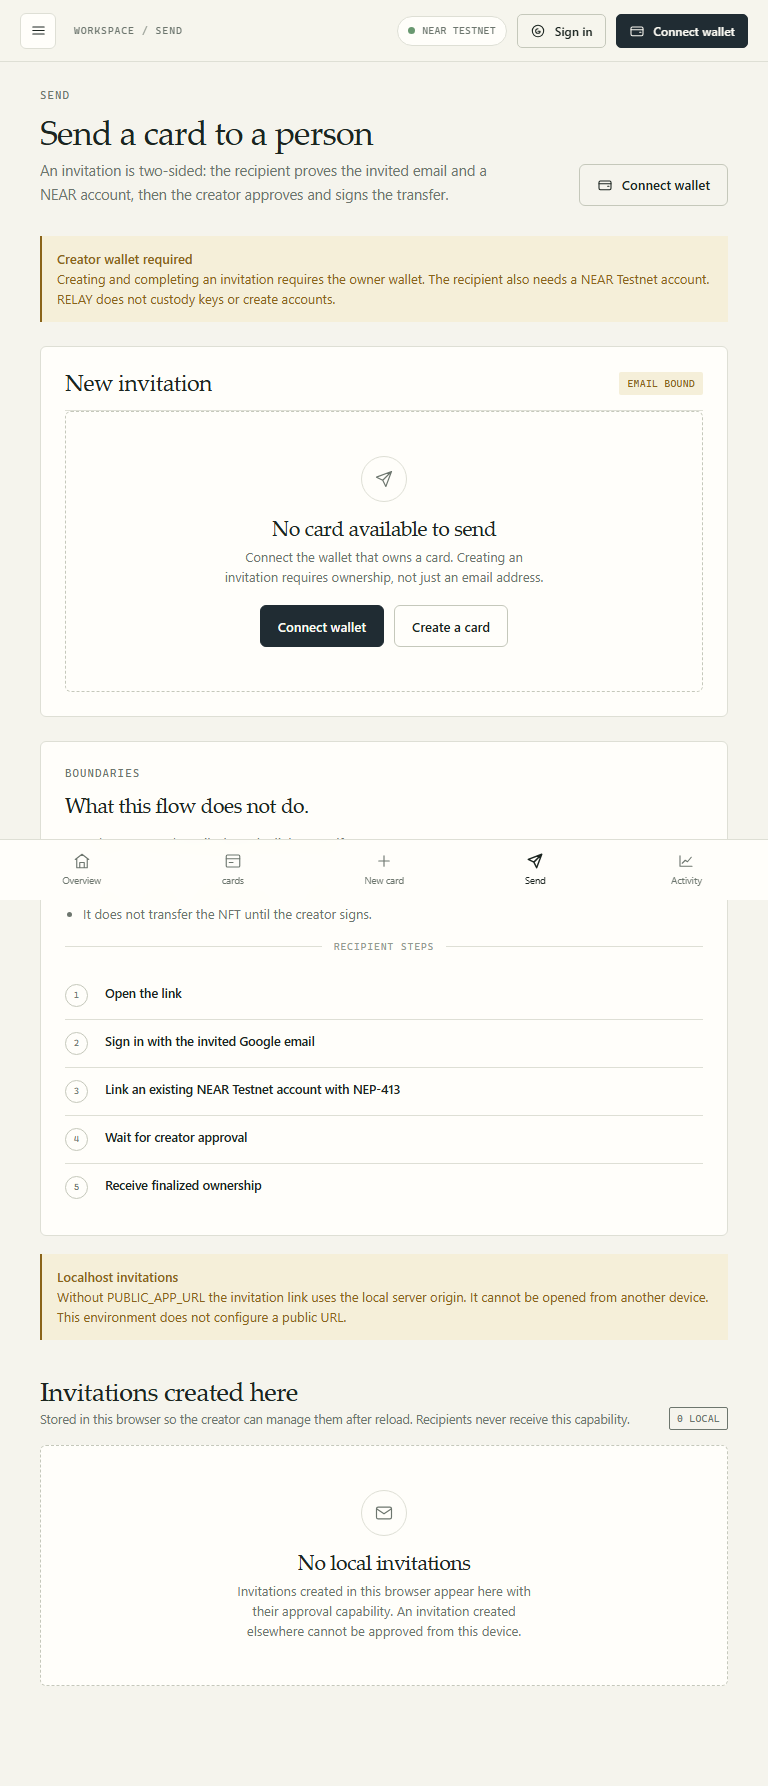 WORKSPACE / SEND
NEAR TESTNET
Sign in
Connect wallet
SEND
Send a card to a person
An invitation is two-sided: the recipient proves the invited email and a
NEAR account, then the creator approves and signs the transfer.
Connect wallet
Creator wallet required
Creating and completing an invitation requires the owner wallet. The recipient also needs a NEAR Testnet account.
RELAY does not custody keys or create accounts.
New invitation
EMAIL BOUND
No card available to send
Connect the wallet that owns a card. Creating an
invitation requires ownership, not just an email address.
Connect wallet
Create a card
BOUNDARIES
What this flow does not do.
Overview
cards
New card
Send
Activity
It does not transfer the NFT until the creator signs.
RECIPIENT STEPS
1
Open the link
2
Sign in with the invited Google email
3
Link an existing NEAR Testnet account with NEP-413
4
Wait for creator approval
5
Receive finalized ownership
Localhost invitations
Without PUBLIC_APP_URL the invitation link uses the local server origin. It cannot be opened from another device.
This environment does not configure a public URL.
Invitations created here
Stored in this browser so the creator can manage them after reload. Recipients never receive this capability.
0 LOCAL
No local invitations
Invitations created in this browser appear here with
their approval capability. An invitation created
elsewhere cannot be approved from this device.